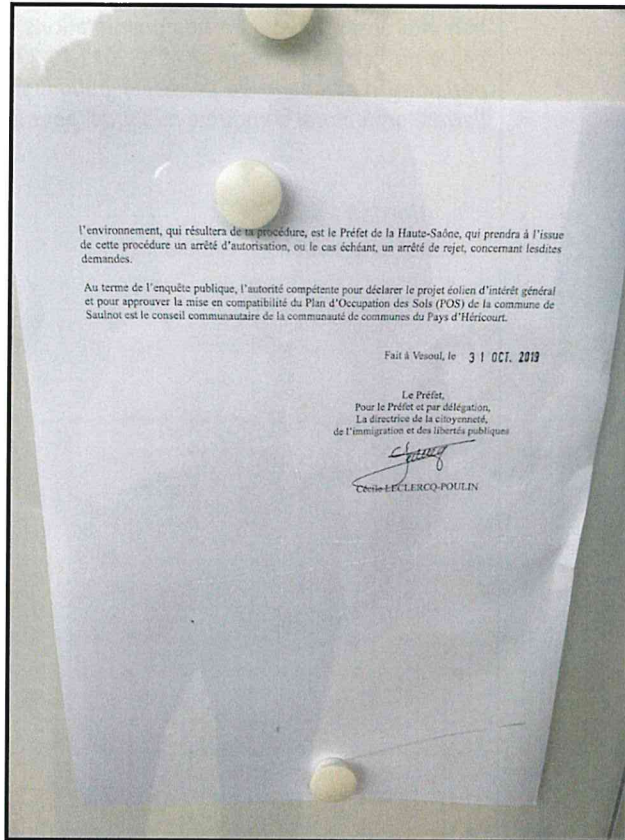 l'environnement, qui résultera de la procédure, est le Préfet de la Haute-Saône, qui prendra à l'issue
de cette procédure un arrêté d'autorisation, ou le cas échéant, un arrêté de rejet, concernant lesdites
demandes.
Au terme de l'enquête publique, l'autorité compétente pour déclarer le projet éolien d'intérêt général
et pour approuver la mise en compatibilité du Plan d'Occupation des Sols (POS) de la commune de
Saulnot est le conseil communautaire de la communauté de communes du Pays d'Héricourt.
Fait à Vesoul, le 31 OCT. 2019
Le Préfet,
Pour le Préfet et par délégation,
La directrice de la citoyenneté,
de l'immigration et des libertés publiques
Cécile LECLERCQ-POULIN